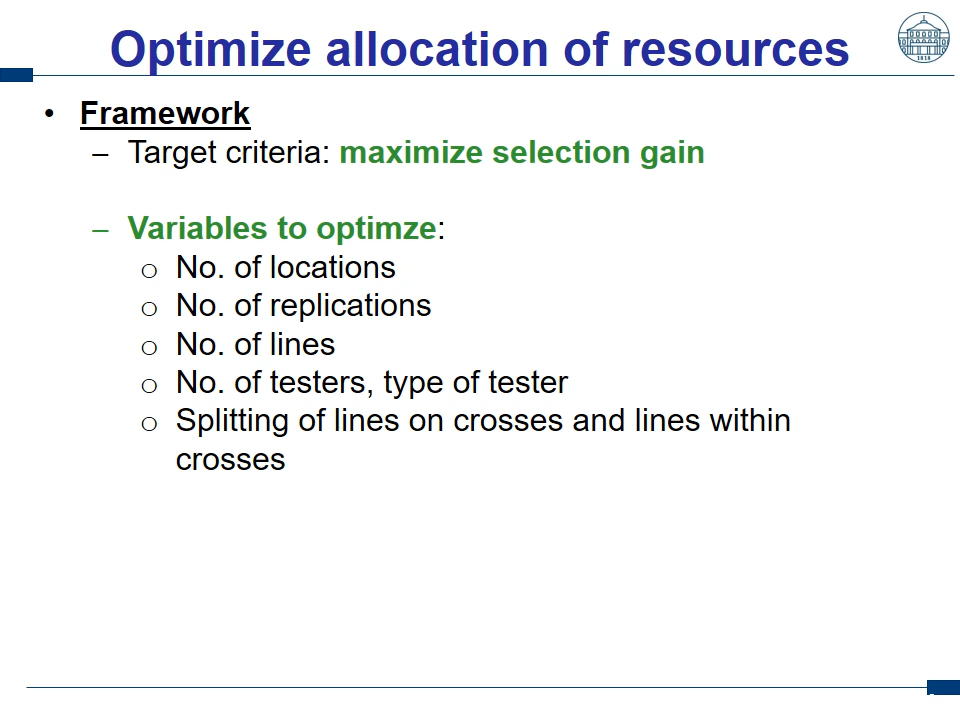 Optimize allocation of resources
1818
• Framework
– Target criteria: maximize selection gain
– Variables to optimze:
o No. of locations
o No. of replications
o No. of lines
o No. of testers, type of tester
o Splitting of lines on crosses and lines within
crosses